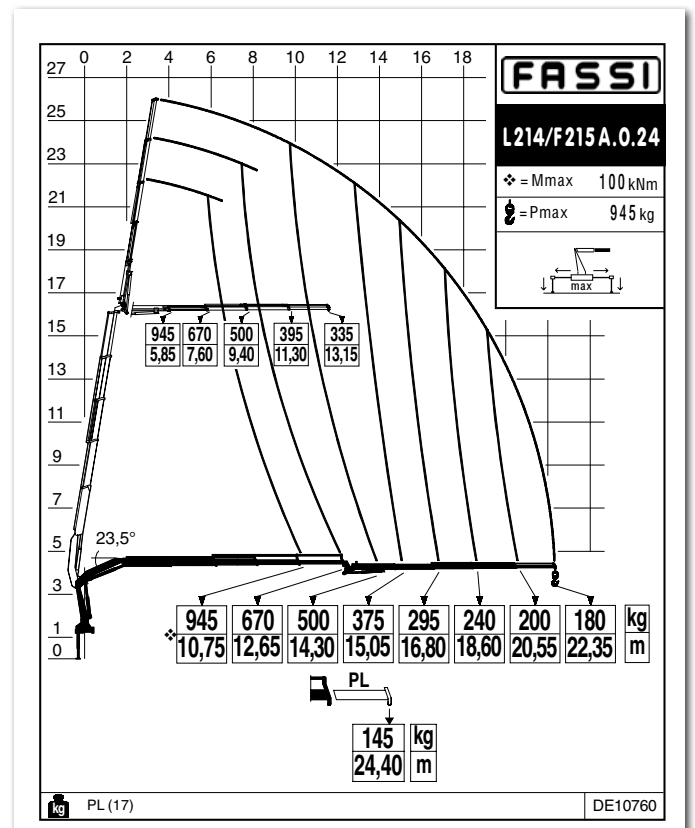 0 2 4 6 8 10 12 14 16 18
27
25
23
21
19
17
15
13
11
9
7
5
3
1
0
FASSI
L214/F215A.0.24
❖ = Mmax 100 kNm
= Pmax 945 kg
max
945 670 500 395 335
5,85 7,60 9,40 11,30 13,15
23,5°
945 670 500 375 295 240 200 180 kg
❖ 10,75 12,65 14,30 15,05 16,80 18,60 20,55 22,35 m
PL
145 kg
24,40 m
kg PL (17) DE10760